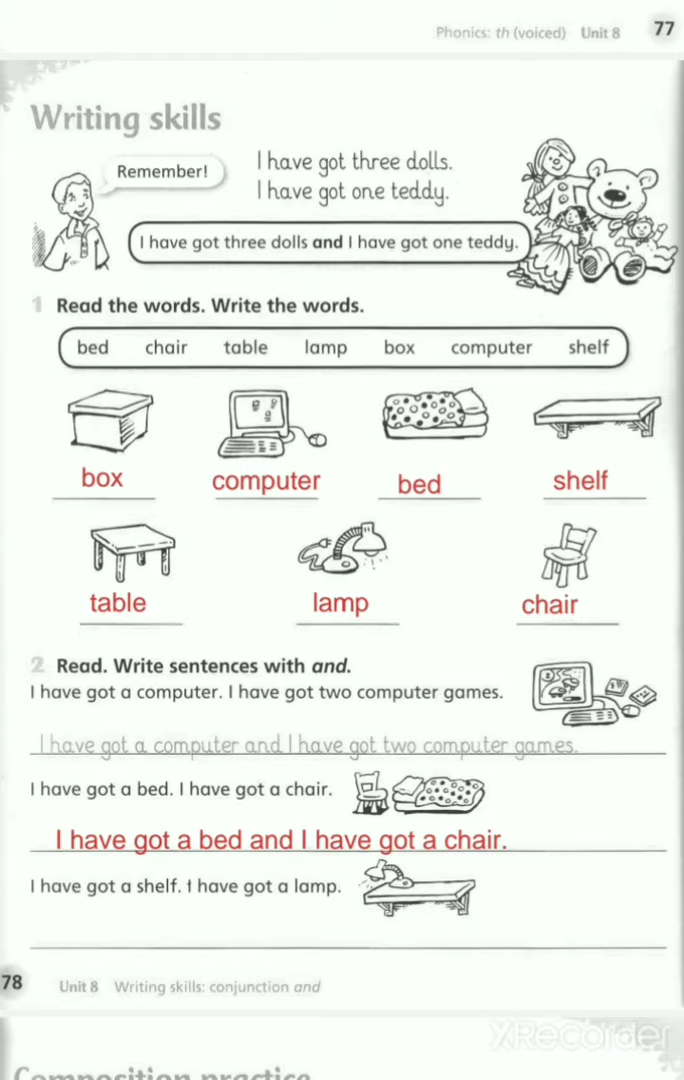 Phonics: th (voiced) Unit 8 77
Writing skills
Remember!
I have got three dolls.
I have got one teddy.
I have got three dolls and I have got one teddy.
1 Read the words. Write the words.
bed chair table lamp box computer shelf
box computer bed shelf
table lamp chair
2 Read. Write sentences with and.
I have got a computer. I have got two computer games.
I have got a computer and I have got two computer games.
I have got a bed. I have got a chair.
I have got a bed and I have got a chair.
I have got a shelf. I have got a lamp.
78 Unit 8 Writing skills: conjunction and
XRecorder
Composition practice